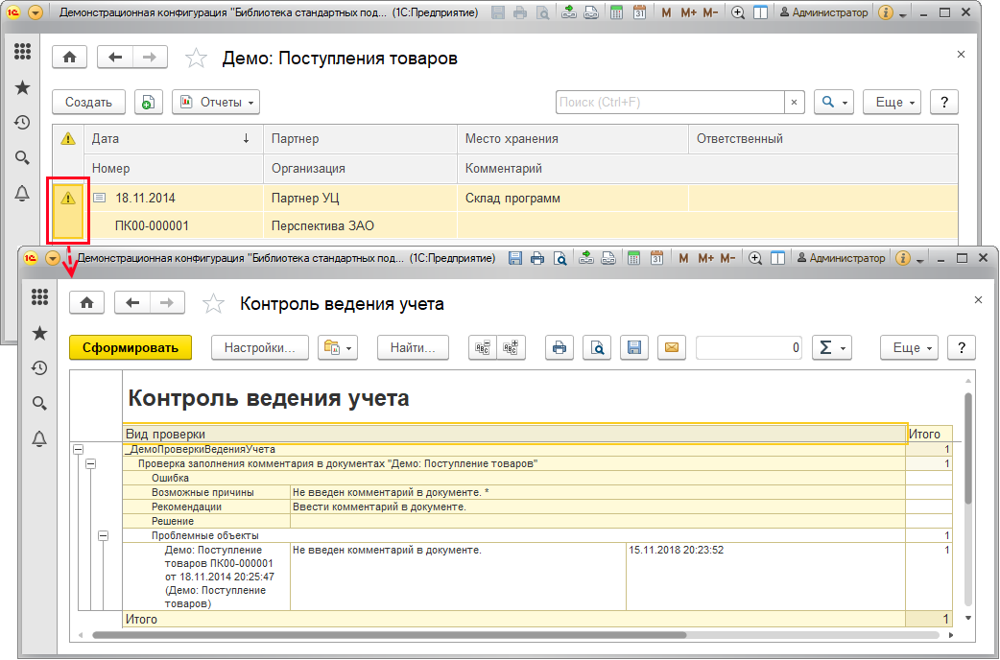 Демонстрационная конфигурация "Библиотека стандартных под... (1С:Предприятие) M M+ M- Администратор
Демо: Поступления товаров
Создать Отчеты Поиск (Ctrl+F) × Еще ?
Дата ↓ Партнер Место хранения Ответственный
Номер Организация Комментарий
18.11.2014 Партнер УЦ Склад программ
ПК00-000001 Перспектива ЗАО
Демонстрационная конфигурация "Библиотека стандартных под... (1С:Предприятие) M M+ M- Администратор
Контроль ведения учета
Сформировать Настройки... Найти... 0 Σ Еще ?
Контроль ведения учета
Вид проверки Итого
_ДемоПроверкиВеденияУчета 1
Проверка заполнения комментария в документах "Демо: Поступление товаров" 1
Ошибка
Возможные причины Не введен комментарий в документе. *
Рекомендации Ввести комментарий в документе.
Решение
Проблемные объекты 1
Демо: Поступление Не введен комментарий в документе. 15.11.2018 20:23:52 1
товаров ПК00-000001
от 18.11.2014 20:25:47
(Демо: Поступление
товаров)
Итого 1